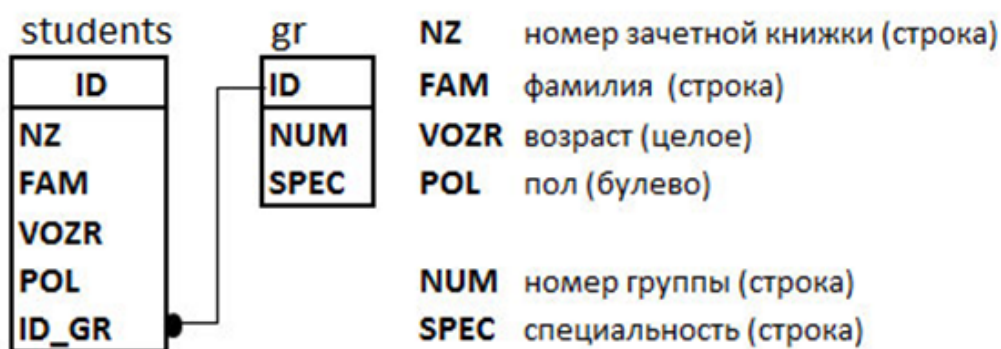 students gr
ID ID
NZ NUM
FAM SPEC
VOZR
POL
ID_GR
NZ номер зачетной книжки (строка)
FAM фамилия (строка)
VOZR возраст (целое)
POL пол (булево)
NUM номер группы (строка)
SPEC специальность (строка)